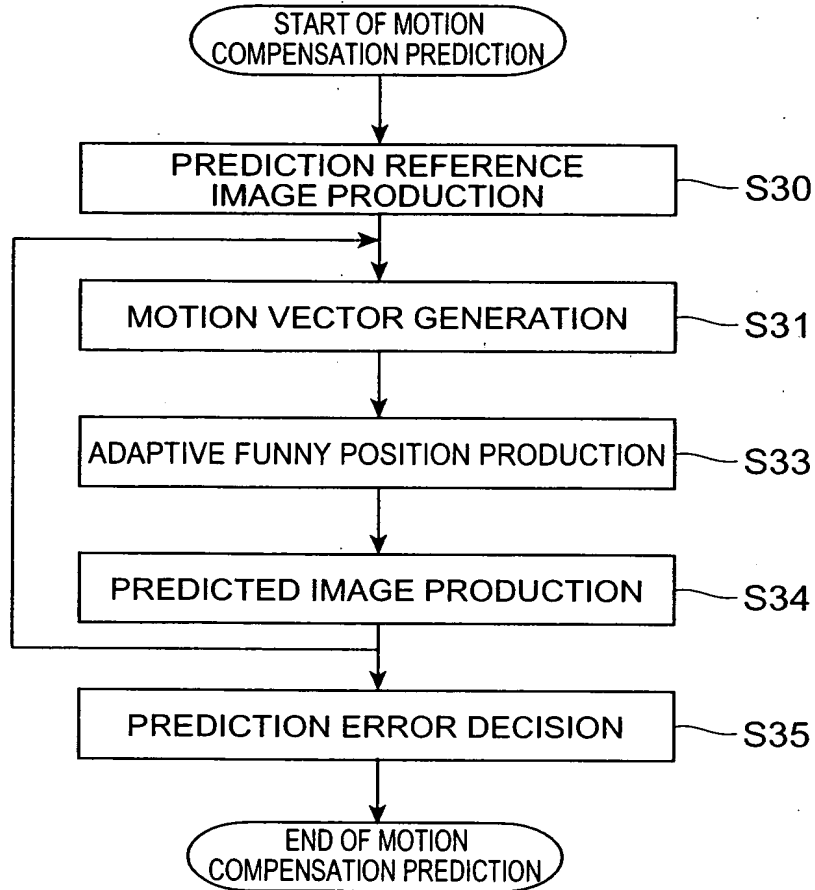 START OF MOTION
COMPENSATION PREDICTION
PREDICTION REFERENCE
IMAGE PRODUCTION
S30
MOTION VECTOR GENERATION
S31
ADAPTIVE FUNNY POSITION PRODUCTION
S33
PREDICTED IMAGE PRODUCTION
S34
PREDICTION ERROR DECISION
S35
END OF MOTION
COMPENSATION PREDICTION